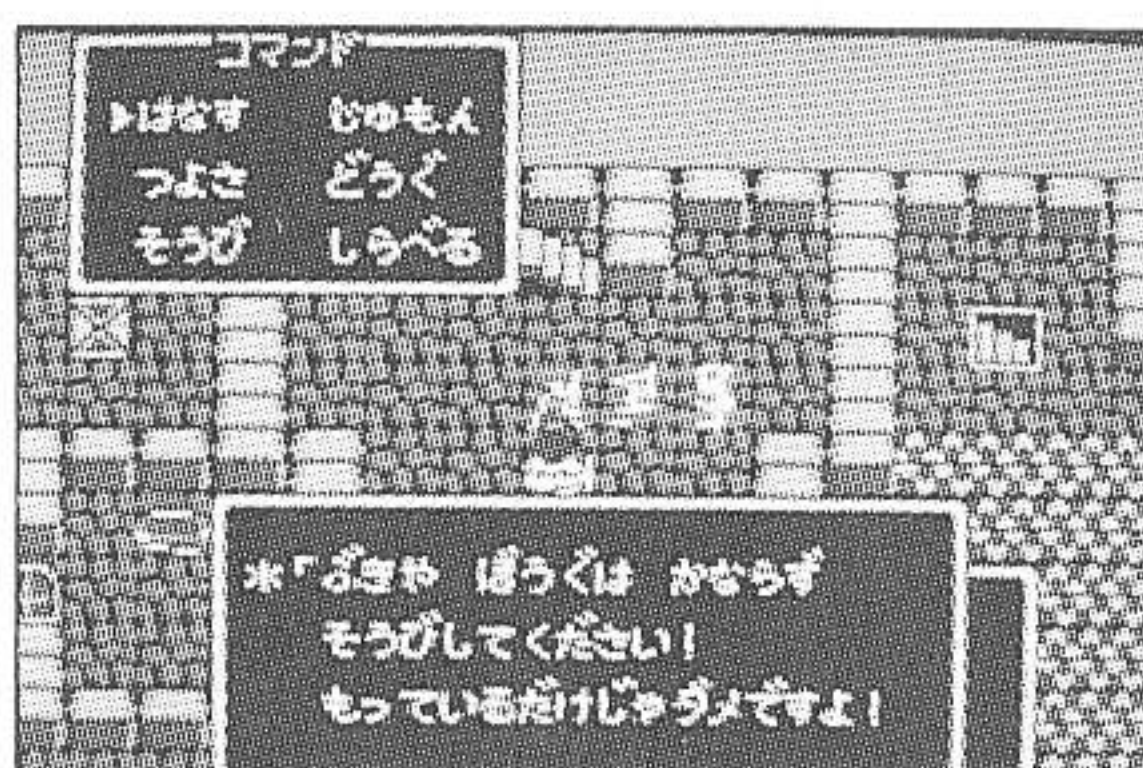 コマンド
▶はなす じゅもん
つよさ どうぐ
そうび しらべる
*「ぶきや ぼうぐは かならず
そうびしてください!
もっているだけじゃダメですよ!